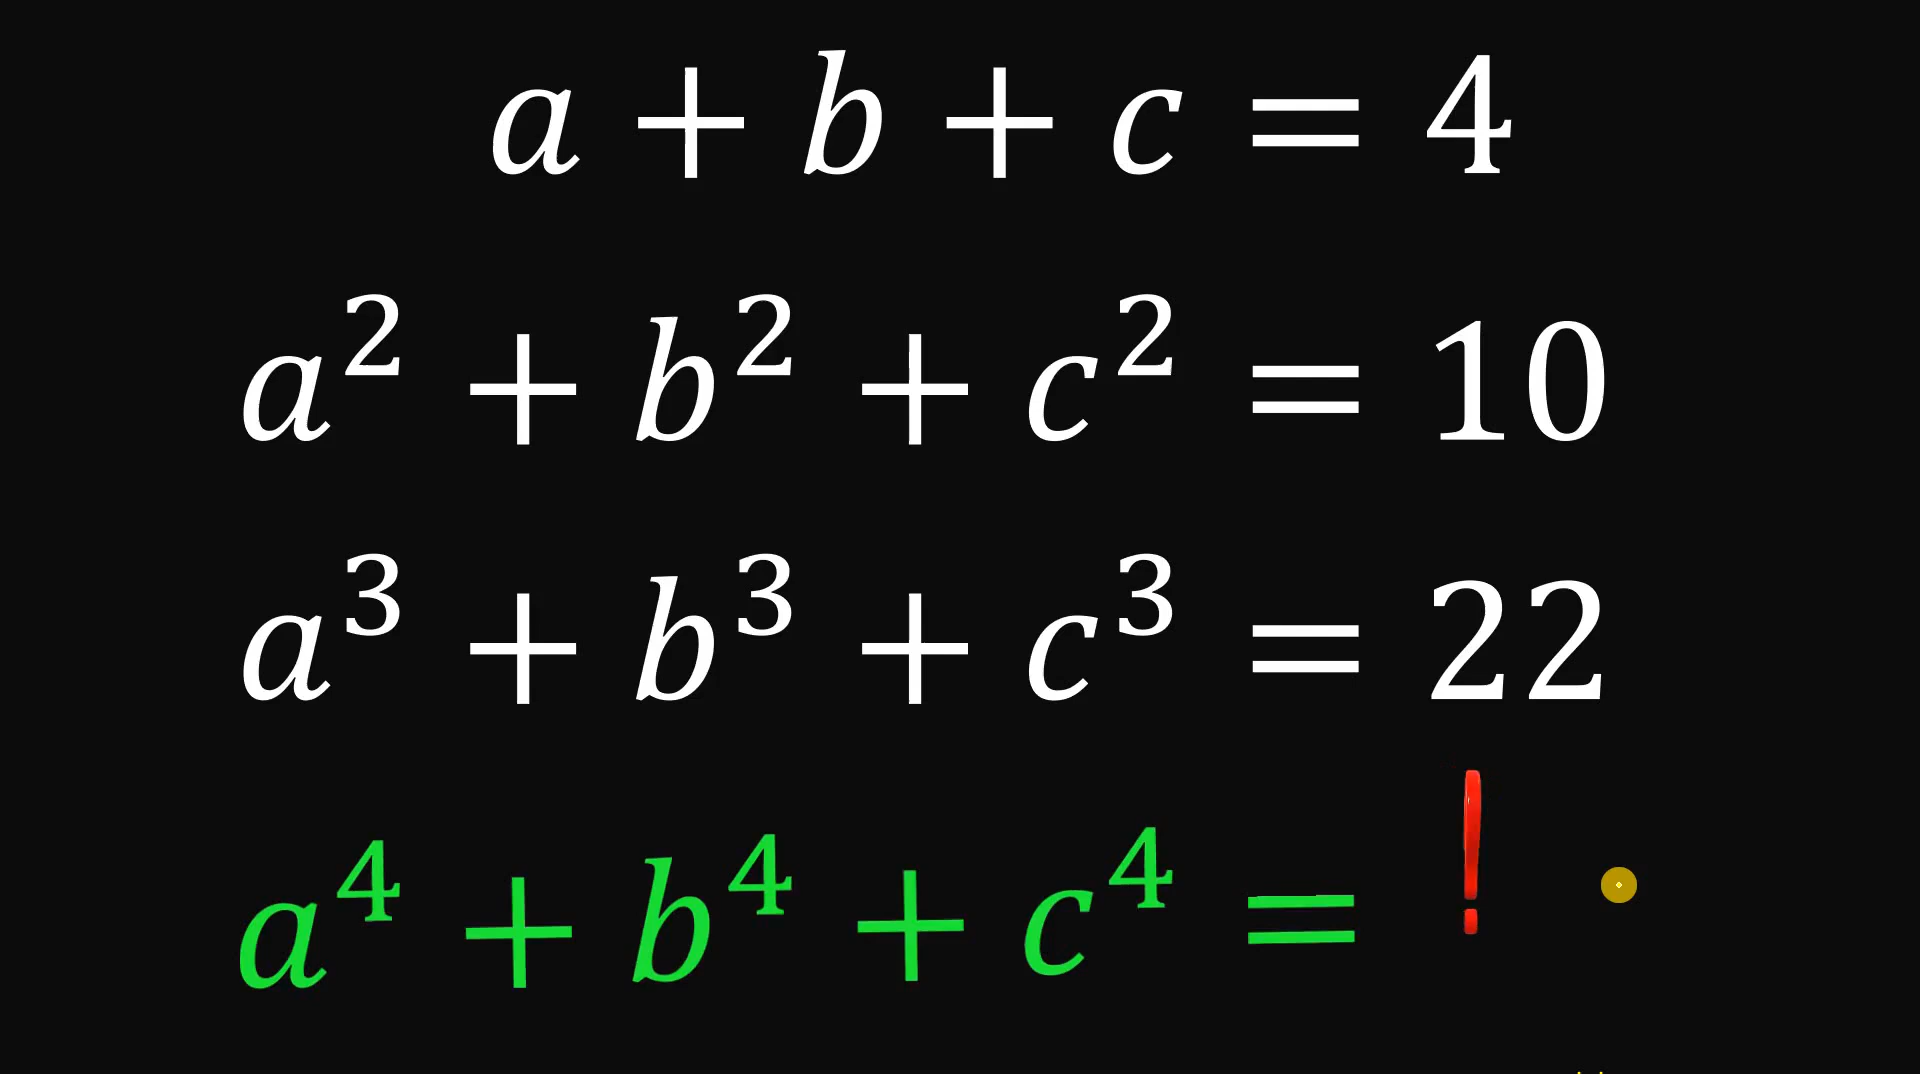 a + b + c = 4
a² + b² + c² = 10
a³ + b³ + c³ = 22
a⁴ + b⁴ + c⁴ = !